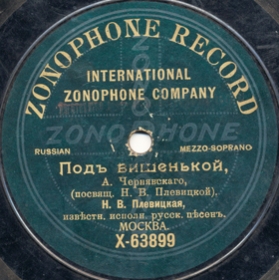 ZONOPHONE RECORD
INTERNATIONAL
ZONOPHONE COMPANY
ZONOPHONE
RUSSIAN MEZZO-SOPRANO
Подъ вишенькой,
А. Чернявскаго,
(посвящ. Н. В. Плевицкой).
Н. В. Плевицкая,
извѣстн. исполн. русск. пѣсенъ.
МОСКВА.
X-63899